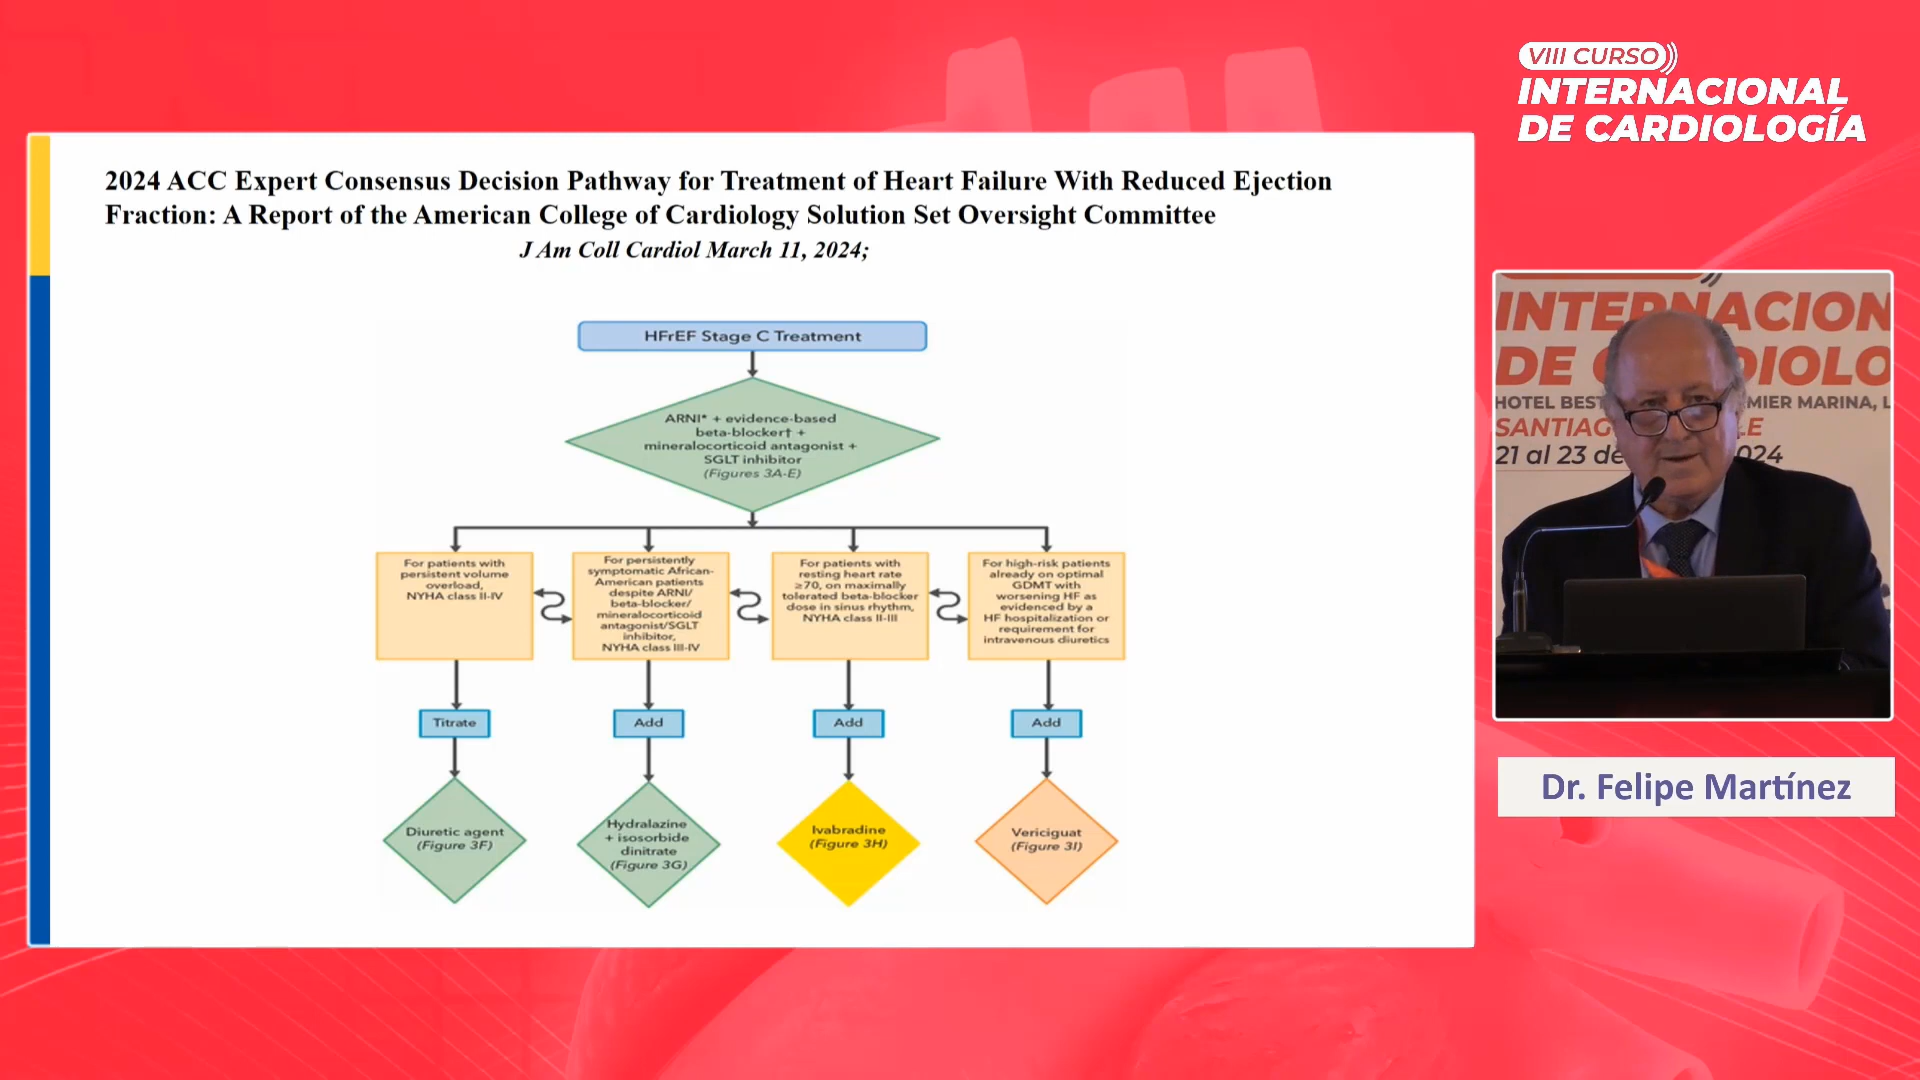 VIII CURSO
INTERNACIONAL
DE CARDIOLOGÍA
2024 ACC Expert Consensus Decision Pathway for Treatment of Heart Failure With Reduced Ejection
Fraction: A Report of the American College of Cardiology Solution Set Oversight Committee
J Am Coll Cardiol March 11, 2024;
HFrEF Stage C Treatment
ARNI* + evidence-based
beta-blocker† +
mineralocorticoid antagonist +
SGLT inhibitor
(Figures 3A-E)
For patients with
persistent volume
overload,
NYHA class II-IV
For persistently
symptomatic African-
American patients
despite ARNI/
beta-blocker/
mineralocorticoid
antagonist/SGLT
inhibitor,
NYHA class III-IV
For patients with
resting heart rate
≥70, on maximally
tolerated beta-blocker
dose in sinus rhythm,
NYHA class II-III
For high-risk patients
already on optimal
GDMT with
worsening HF as
evidenced by a
HF hospitalization or
requirement for
intravenous diuretics
Titrate
Add
Add
Add
Diuretic agent
(Figure 3F)
Hydralazine
+ isosorbide
dinitrate
(Figure 3G)
Ivabradine
(Figure 3H)
Vericiguat
(Figure 3I)
INTERNACION
DE DIOLO
HOTEL BEST MIER MARINA, L
SANTIAG LE
21 al 23 de 024
Dr. Felipe Martínez